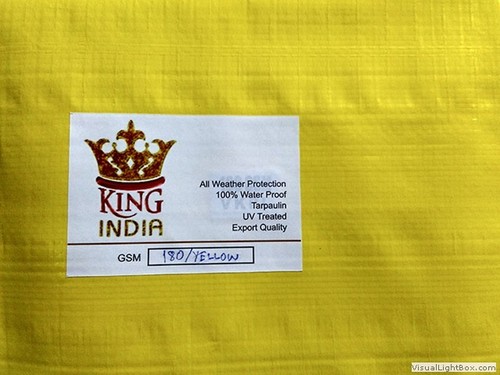 KING
INDIA
All Weather Protection
100% Water Proof
Tarpaulin
UV Treated
Export Quality
GSM 180/YELLOW
VisualLightBox.com